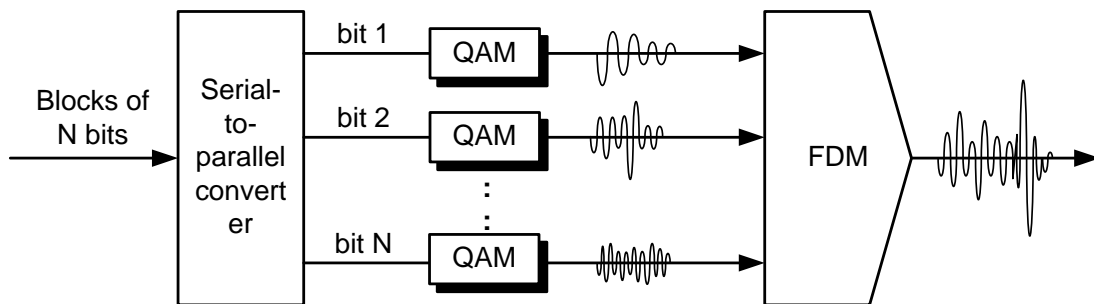 Blocks of
N bits
Serial-
to-
parallel
convert
er
bit 1
QAM
bit 2
QAM
bit N
QAM
FDM